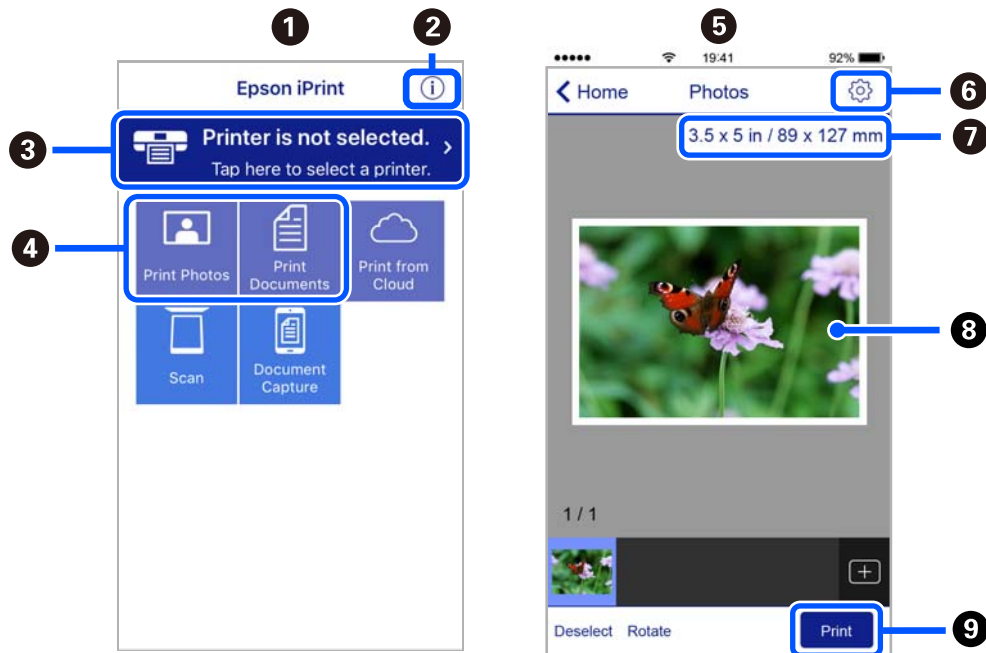 1
2
Epson iPrint
3
Printer is not selected.
Tap here to select a printer.
4
Print Photos
Print
Documents
Print from
Cloud
Scan
Document
Capture
5
19:41
92%
Home
Photos
6
3.5 x 5 in / 89 x 127 mm
7
8
1 / 1
Deselect
Rotate
Print
9